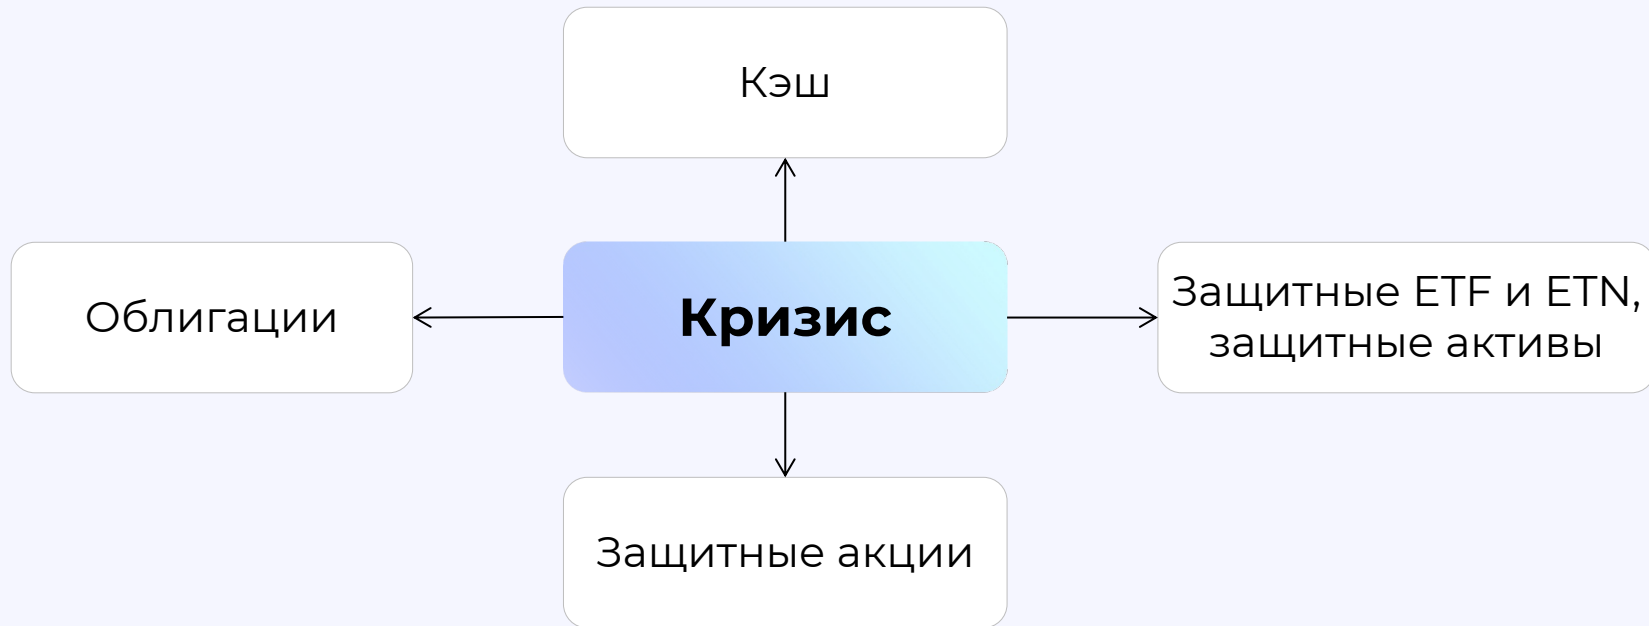 Кэш
Облигации
Кризис
Защитные ETF и ETN,
защитные активы
Защитные акции